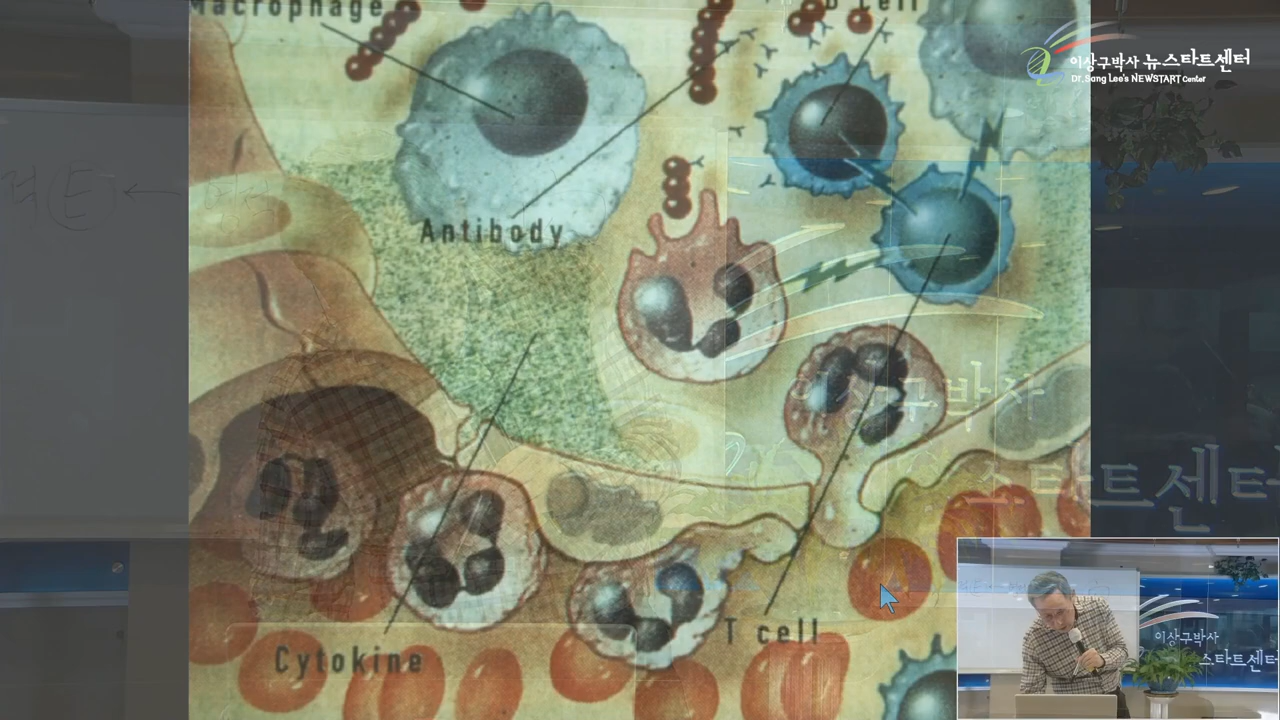 Macrophage
B Cell
이상구박사 뉴스타트센터
Dr. Sang Lee's NEWSTART Center
Antibody
이상구박사
뉴스타트센터
T cell
Cytokine
이상구박사
스타트센터